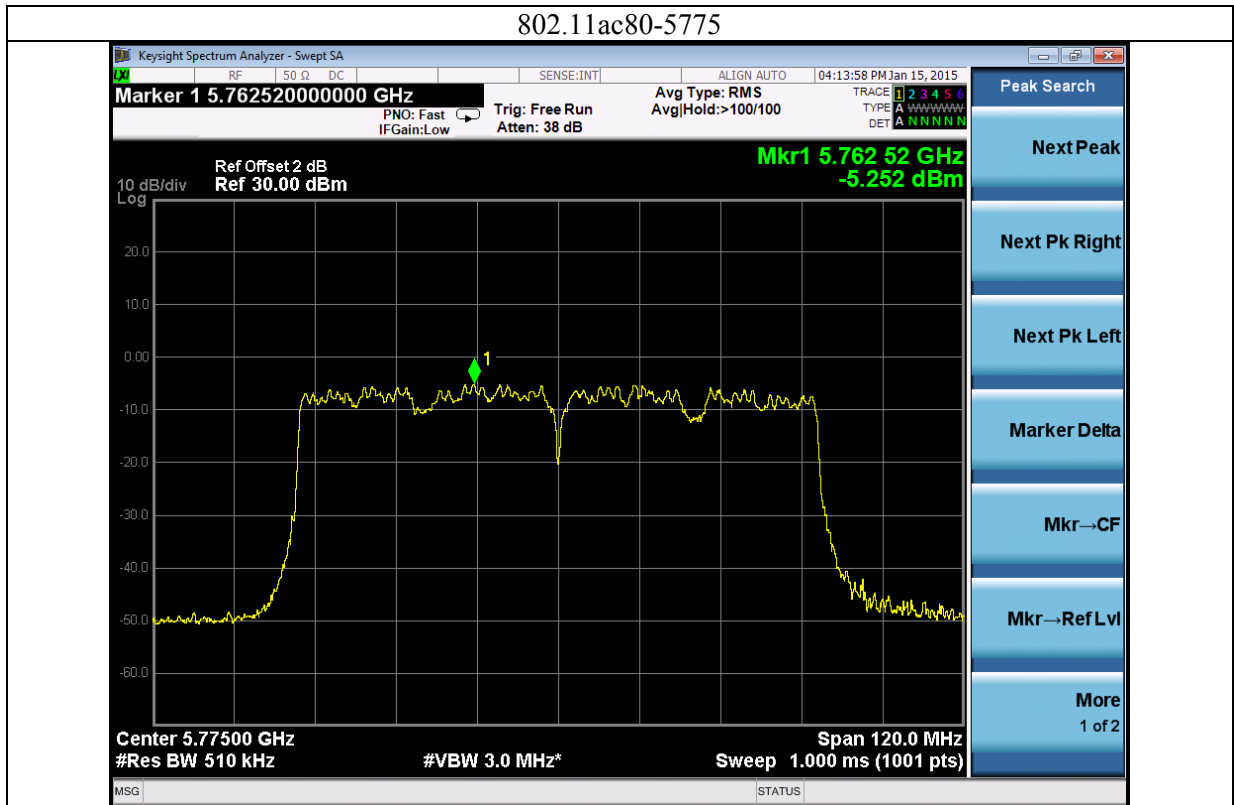 802.11ac80-5775
Keysight Spectrum Analyzer - Swept SA
LXI RF 50 Ω DC SENSE:INT ALIGN AUTO 04:13:58 PM Jan 15, 2015
Marker 1 5.762520000000 GHz
PNO: Fast
IFGain:Low
Trig: Free Run
Atten: 38 dB
Avg Type: RMS
Avg|Hold:>100/100
TRACE 1 2 3 4 5 6
TYPE A WWWWW
DET A N N N N N
Mkr1 5.762 52 GHz
-5.252 dBm
Ref Offset 2 dB
10 dB/div Ref 30.00 dBm
Log
20.0
10.0
0.00
-10.0
-20.0
-30.0
-40.0
-50.0
-60.0
1
Center 5.77500 GHz
Span 120.0 MHz
#Res BW 510 kHz
#VBW 3.0 MHz*
Sweep 1.000 ms (1001 pts)
MSG
STATUS
Peak Search
Next Peak
Next Pk Right
Next Pk Left
Marker Delta
Mkr→CF
Mkr→Ref Lvl
More
1 of 2